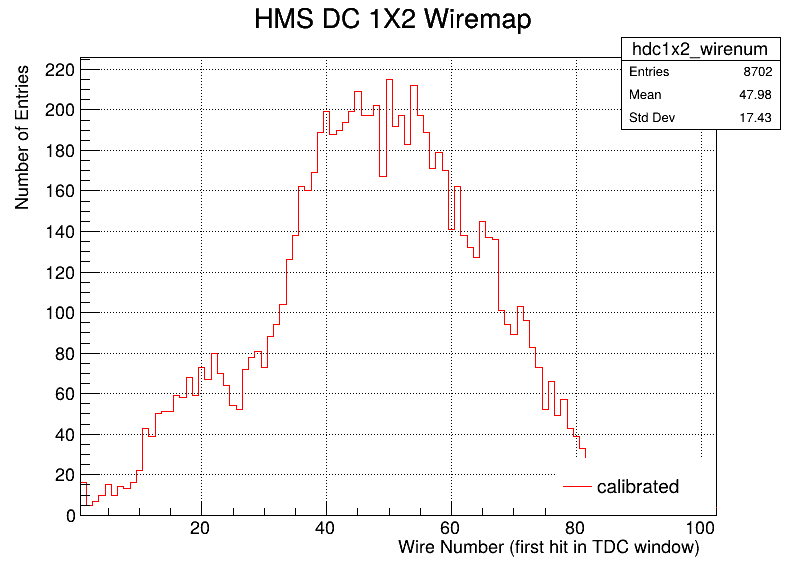 HMS DC 1X2 Wiremap
hdc1x2_wirenum
Entries 8702
Mean 47.98
Std Dev 17.43
Number of Entries
220
200
180
160
140
120
100
80
60
40
20
0
20 40 60 80 100
calibrated
Wire Number (first hit in TDC window)